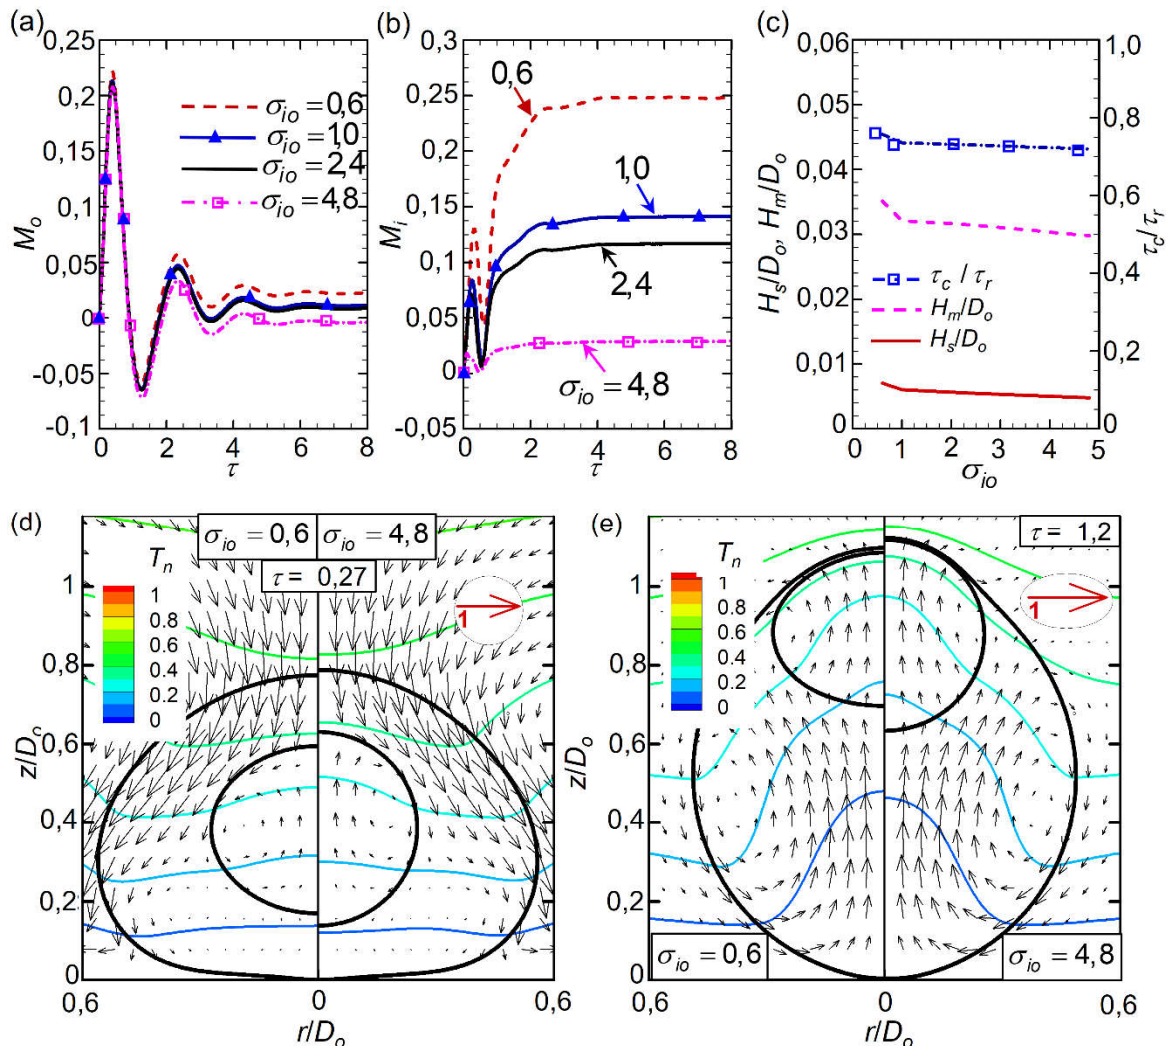 (a)
0,25
0,2
0,15
0,1
0,05
0
-0,05
-0,1
M_o
σ_io = 0,6
σ_io = 1,0
σ_io = 2,4
σ_io = 4,8
0 2 4 6 8
τ
(b)
0,3
0,25
0,2
0,15
0,1
0,05
0
-0,05
M_i
0,6
1,0
2,4
σ_io = 4,8
0 2 4 6 8
τ
(c)
0,06
0,05
0,04
0,03
0,02
0,01
0
H_s/D_o, H_m/D_o
1,0
0,8
0,6
0,4
0,2
0
τ_c/τ_r
τ_c / τ_r
H_m/D_o
H_s/D_o
0 1 2 3 4 5
σ_io
(d)
σ_io = 0,6 σ_io = 4,8
τ = 0,27
T_n
1
0.8
0.6
0.4
0.2
0
1
1
0,8
0,6
0,4
0,2
0
z/D_o
0,6 0 0,6
r/D_o
(e)
τ = 1,2
T_n
1
0.8
0.6
0.4
0.2
0
1
1
0,8
0,6
0,4
0,2
0
z/D_o
σ_io = 0,6 σ_io = 4,8
0,6 0 0,6
r/D_o